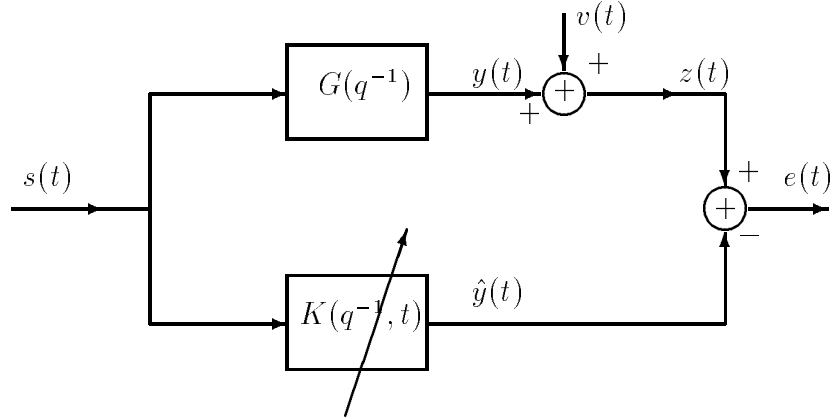 v(t)
G(q⁻¹)
y(t)
+
+
+
z(t)
s(t)
+
+
−
e(t)
K(q⁻¹, t)
ŷ(t)